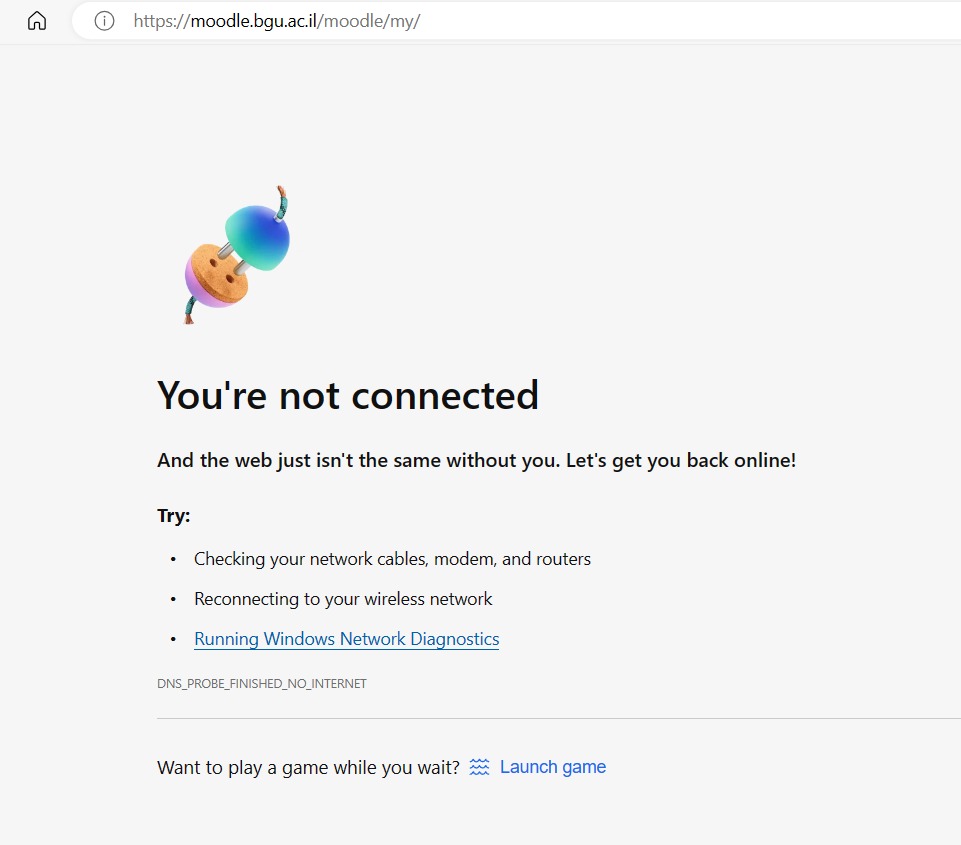 https://moodle.bgu.ac.il/moodle/my/
You're not connected
And the web just isn't the same without you. Let's get you back online!
Try:
• Checking your network cables, modem, and routers
• Reconnecting to your wireless network
• Running Windows Network Diagnostics
DNS_PROBE_FINISHED_NO_INTERNET
Want to play a game while you wait? Launch game